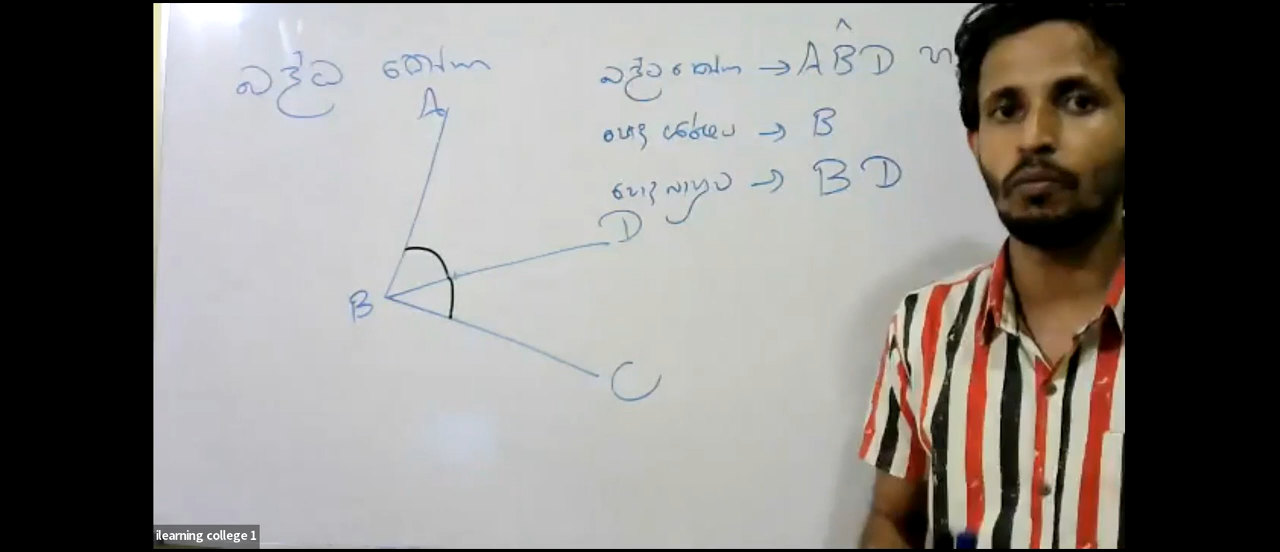 බද්ධ කෝණ
බද්ධ කෝණ → AB̂D හ
පොදු ශීර්ෂය → B
පොදු බාහුව → BD
A
D
B
C
ilearning college 1